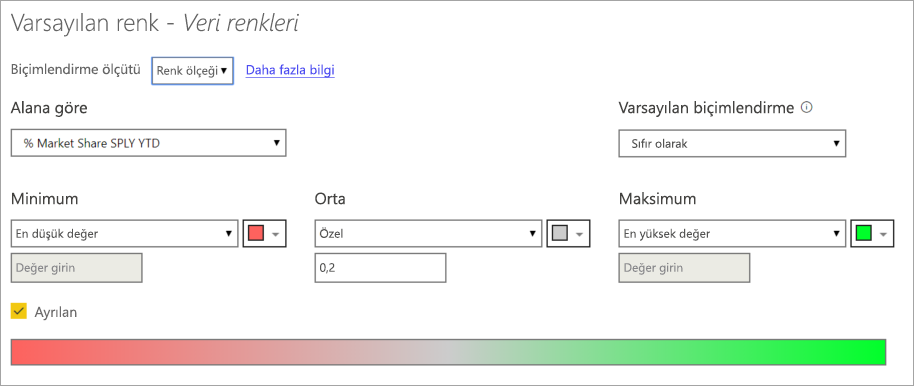 Varsayılan renk - Veri renkleri
Biçimlendirme ölçütü Renk ölçeği Daha fazla bilgi
Alana göre Varsayılan biçimlendirme
% Market Share SPLY YTD Sıfır olarak
Minimum Orta Maksimum
En düşük değer Özel En yüksek değer
Değer girin 0,2 Değer girin
Ayrılan